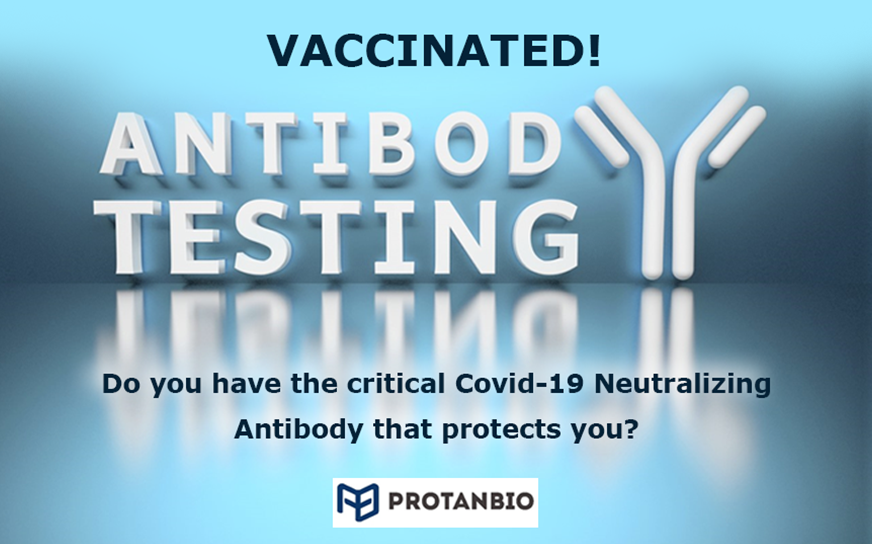 VACCINATED!
ANTIBODY
TESTING
Do you have the critical Covid-19 Neutralizing
Antibody that protects you?
PROTANBIO